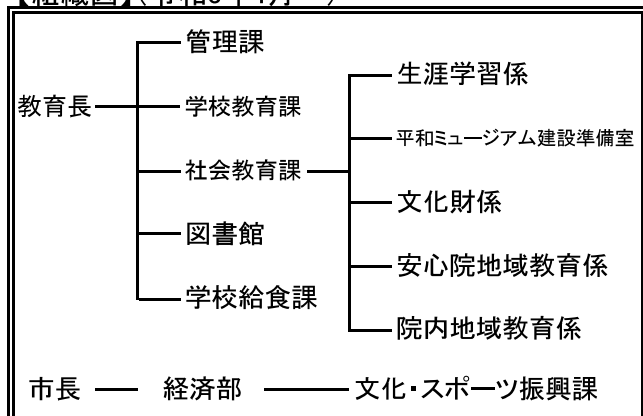 管理課
生涯学習係
教育長
学校教育課
平和ミュージアム建設準備室
社会教育課
文化財係
図書館
安心院地域教育係
学校給食課
院内地域教育係
市長 経済部 文化・スポーツ振興課